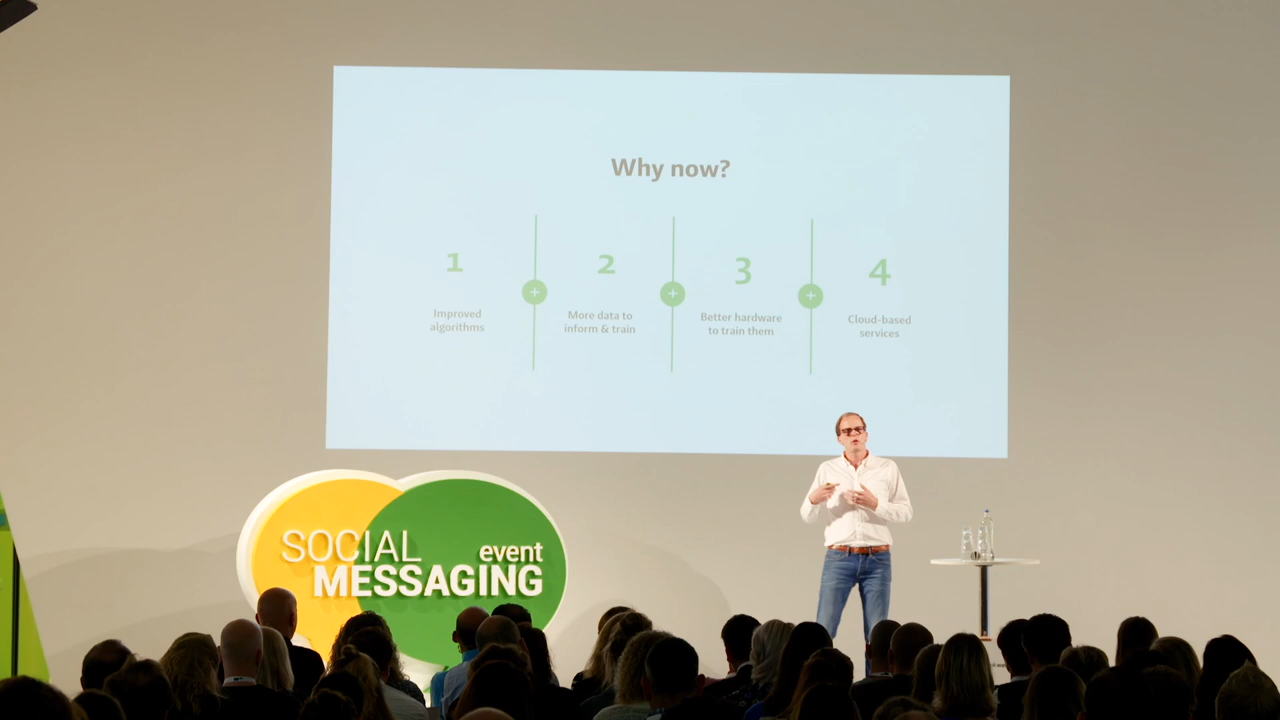 Why now?
1
2
3
4
Improved
algorithms
More data to
inform & train
Better hardware
to train them
Cloud-based
services
SOCIAL event
MESSAGING